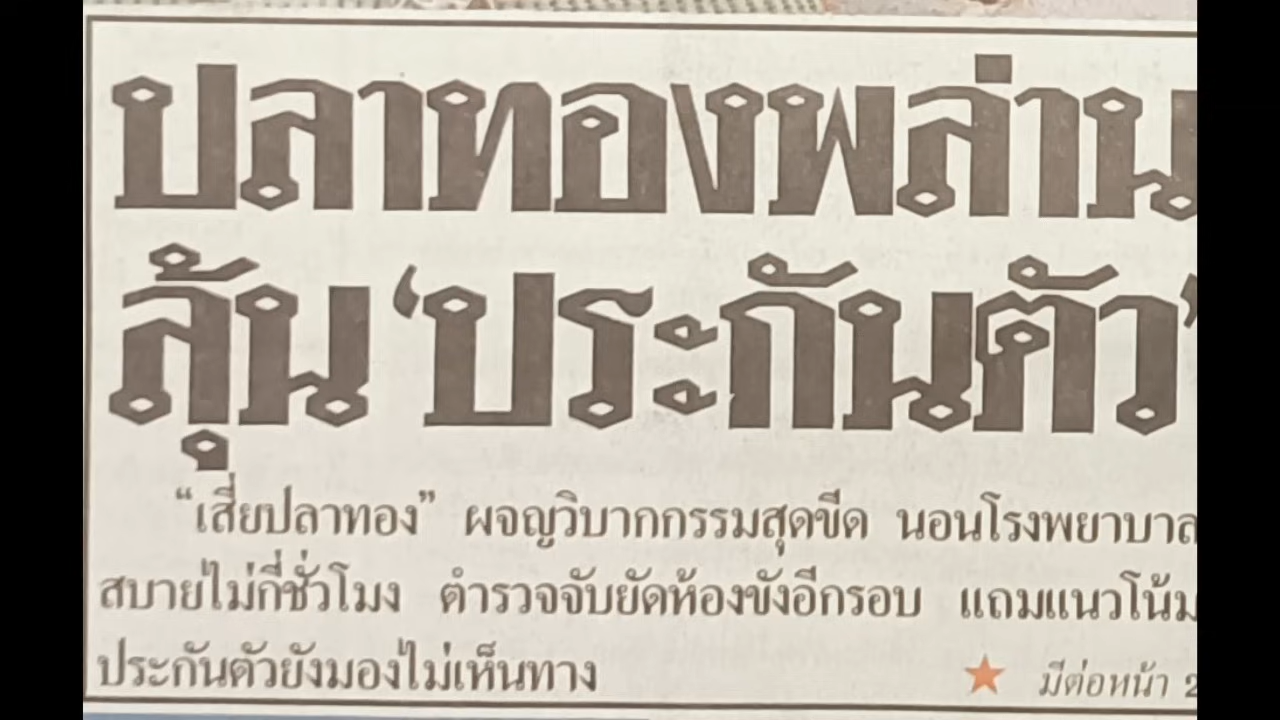 ปลาทองพล่าน
ลุ้น ‘ประกันตัว’
“เสี่ยปลาทอง” ผจญวิบากกรรมสุดขีด นอนโรงพยาบาล
สบายไม่กี่ชั่วโมง ตำรวจจับยัดห้องขังอีกรอบ แถมแนวโน้ม
ประกันตัวยังมองไม่เห็นทาง
★ มีต่อหน้า 2